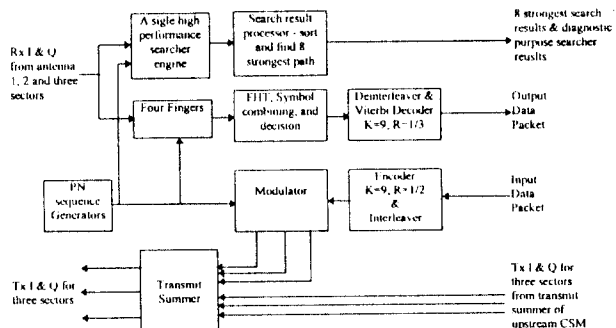 A sigle high
performance
searcher
engine
Search result
processor - sort
and find 8
strongest path
8 strongest search
results & diagnostic
purpose searcher
reuslts
Rx I & Q
from antenna
1, 2 and three
sectors
Four Fingers
FHT, Symbol
combining, and
decision
Deinterleaver &
Viterbi Decoder
K=9, R=1/3
Output
Data
Packet
PN
sequence
Generators
Modulator
Encoder
K=9, R=1/2
&
Interleaver
Input
Data
Packet
Tx I & Q for
three sectors
Transmit
Summer
Tx I & Q for
three sectors
from transmit
summer of
upstream CSM